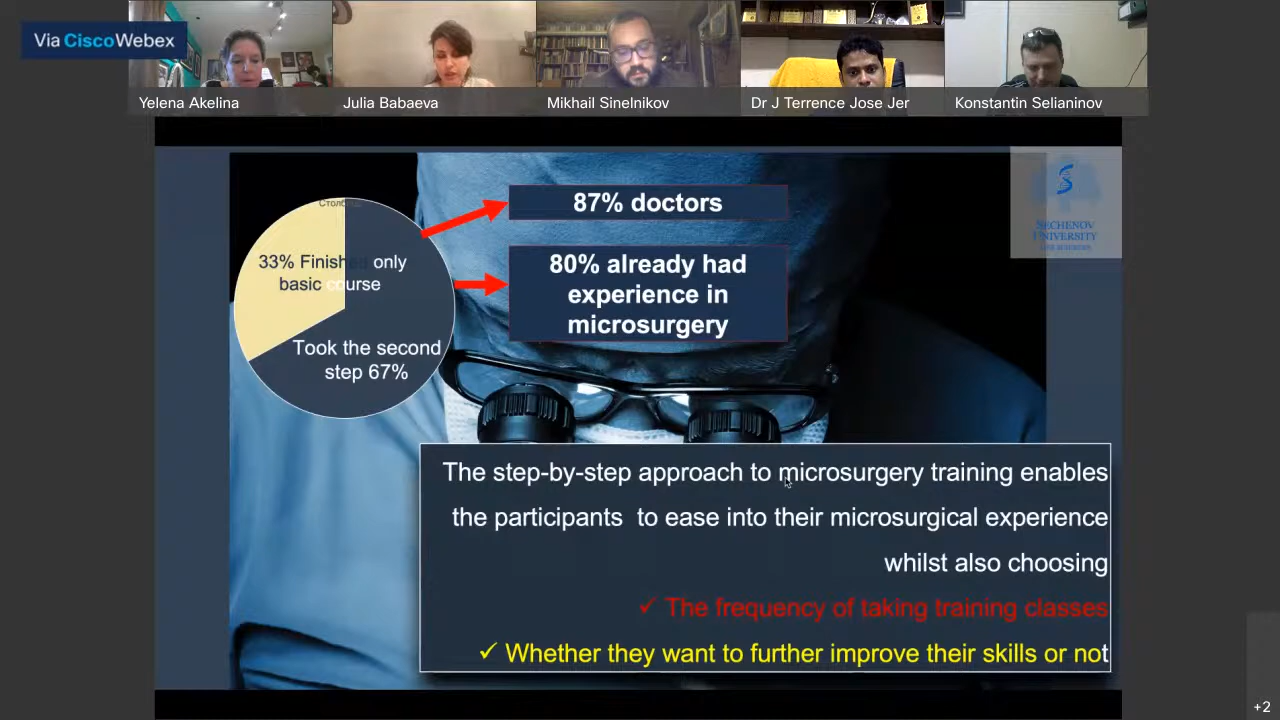 Via CiscoWebex
Yelena Akelina
Julia Babaeva
Mikhail Sinelnikov
Dr J Terrence Jose Jer
Konstantin Selianinov
87% doctors
80% already had
experience in
microsurgery
33% Finished only
basic course
Took the second
step 67%
SECHENOV
UNIVERSITY
LIFE SCIENCES
The step-by-step approach to microsurgery training enables
the participants to ease into their microsurgical experience
whilst also choosing
✓ The frequency of taking training classes
✓ Whether they want to further improve their skills or not
+2